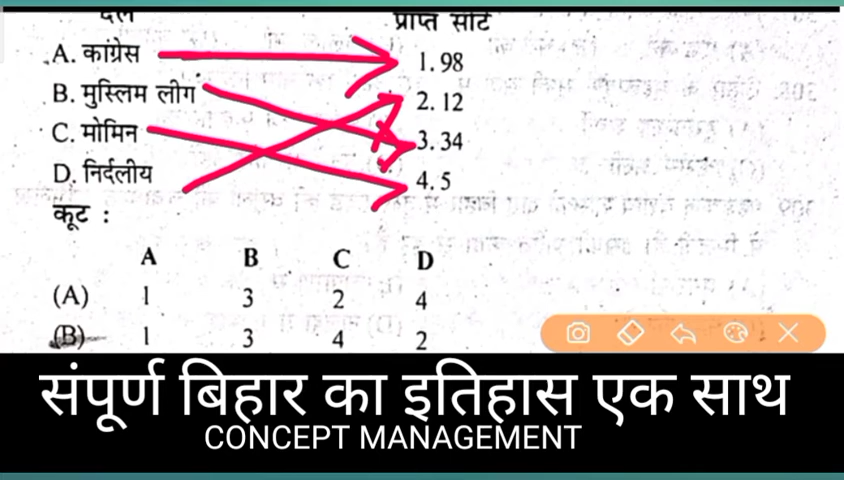 दल प्राप्त सीटें
A. कांग्रेस 1. 98
B. मुस्लिम लीग 2. 12
C. मोमिन 3. 34
D. निर्दलीय 4. 5
कूट :
A B C D
(A) 1 3 2 4
(B) 1 3 4 2
संपूर्ण बिहार का इतिहास एक साथ
CONCEPT MANAGEMENT